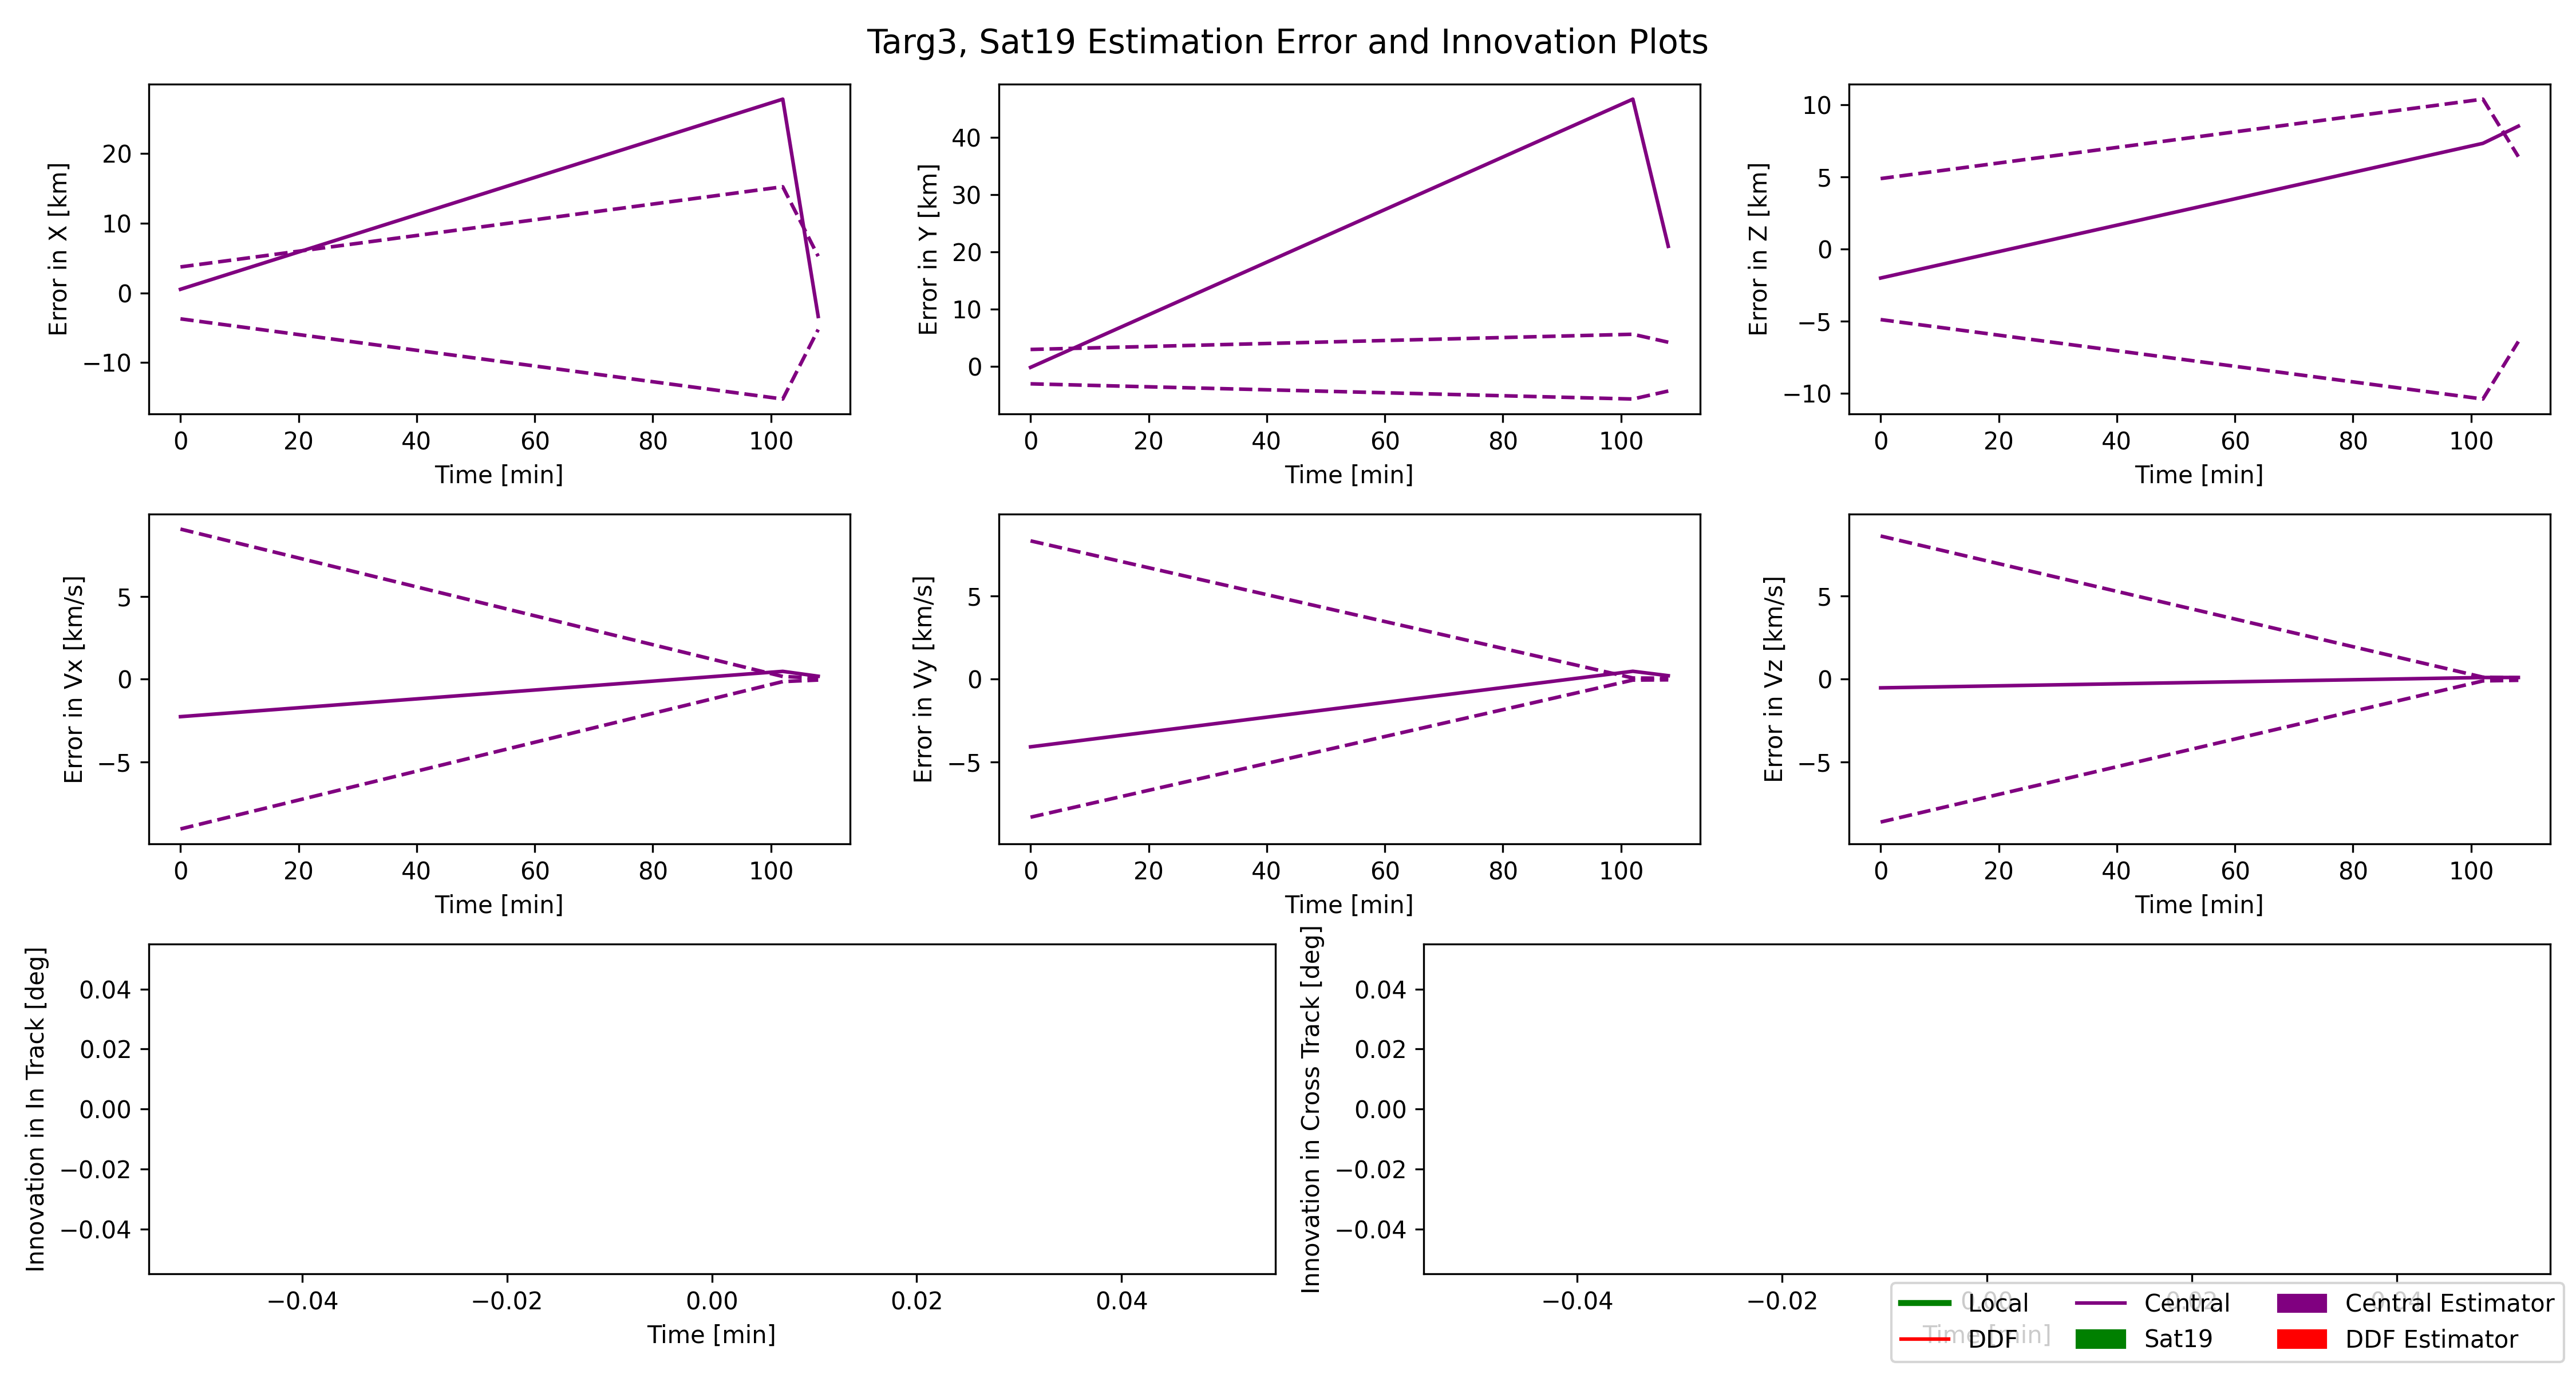 Targ3, Sat19 Estimation Error and Innovation Plots
Error in X [km]
20
10
0
−10
0 20 40 60 80 100
Time [min]
Error in Y [km]
40
30
20
10
0
0 20 40 60 80 100
Time [min]
Error in Z [km]
10
5
0
−5
−10
0 20 40 60 80 100
Time [min]
Error in Vx [km/s]
5
0
−5
0 20 40 60 80 100
Time [min]
Error in Vy [km/s]
5
0
−5
0 20 40 60 80 100
Time [min]
Error in Vz [km/s]
5
0
−5
0 20 40 60 80 100
Time [min]
Innovation in In Track [deg]
0.04
0.02
0.00
−0.02
−0.04
−0.04 −0.02 0.00 0.02 0.04
Time [min]
Innovation in Cross Track [deg]
0.04
0.02
0.00
−0.02
−0.04
−0.04 −0.02 0.00 0.02 0.04
Time [min]
Local
DDF
Central
Sat19
Central Estimator
DDF Estimator